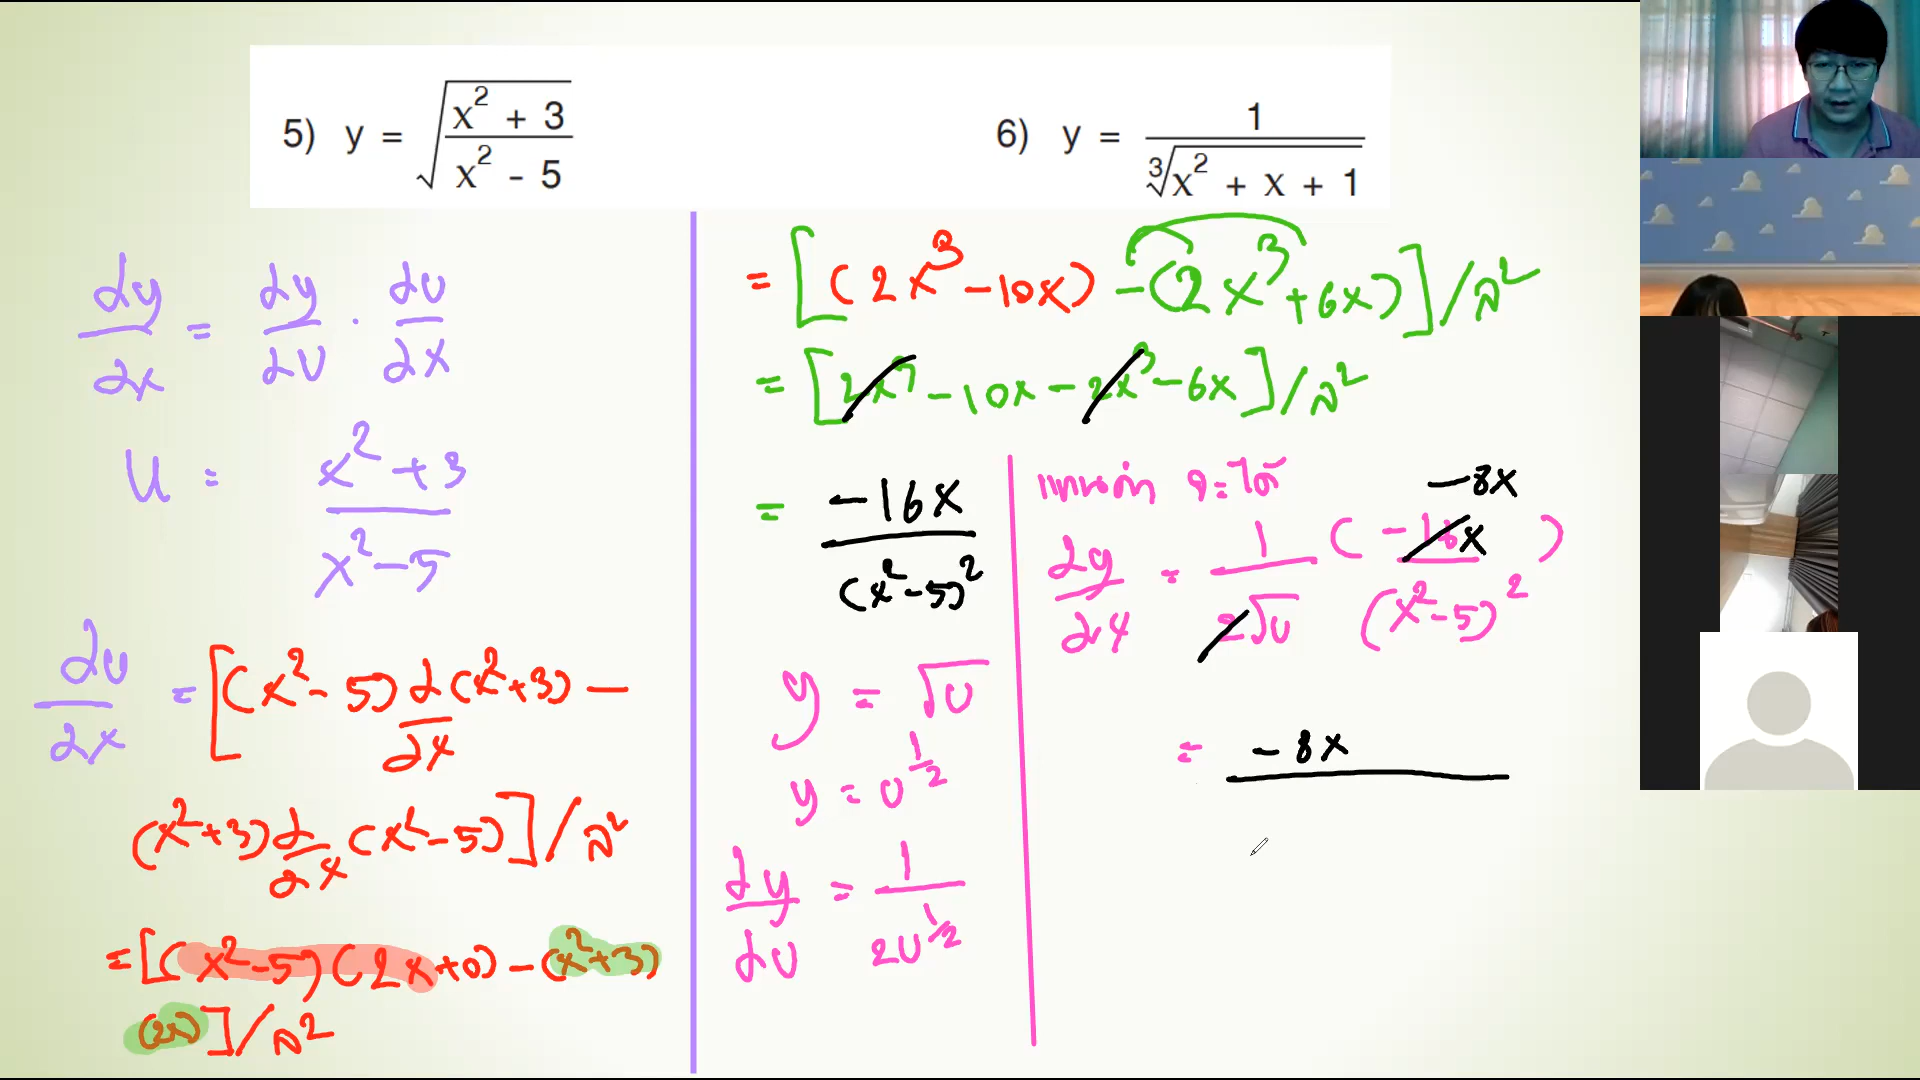 5) y = √((x² + 3)/(x² - 5))
6) y = 1/∛(x² + x + 1)
dy/dx = dy/du · du/dx
u = (x²+3)/(x²-5)
du/dx = [(x²-5) d(x²+3)/dx −
(x²+3) d/dx (x²-5)] / ล²
= [(x²-5)(2x+0) - (x²+3)
(2x)] / ล²
= [(2x³-10x) - (2x³+6x)] / ล²
= [2x³ - 10x - 2x³ - 6x] / ล²
= -16x/(x²-5)²
y = √u
y = u^(1/2)
dy/du = 1/(2u^(1/2))
แทนค่า จะได้
-8x
dy/dx = 1/(2√u) (-16x/(x²-5)²)
= -8x